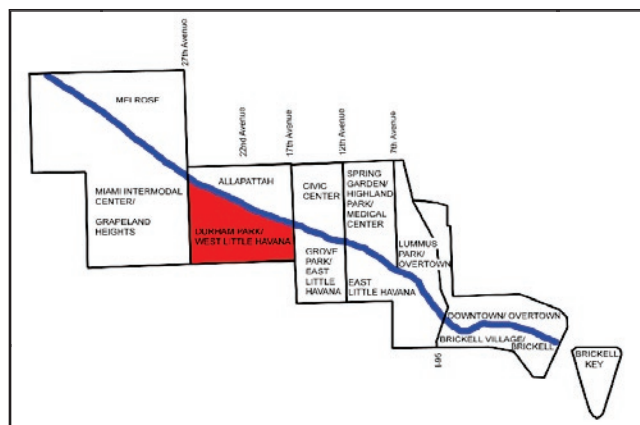 27th Avenue
22nd Avenue
17th Avenue
12th Avenue
7th Avenue
MELROSE
MIAMI INTERMODAL
CENTER/
GRAPELAND
HEIGHTS
ALLAPATTAH
DURHAM PARK/
WEST LITTLE HAVANA
CIVIC
CENTER
GROVE
PARK/
EAST
LITTLE
HAVANA
SPRING
GARDEN/
HIGHLAND
PARK/
MEDICAL
CENTER
EAST
LITTLE HAVANA
LUMMUS
PARK/
OVERTOWN
DOWNTOWN/ OVERTOWN
BRICKELL VILLAGE/
BRICKELL
I-95
BRICKELL
KEY